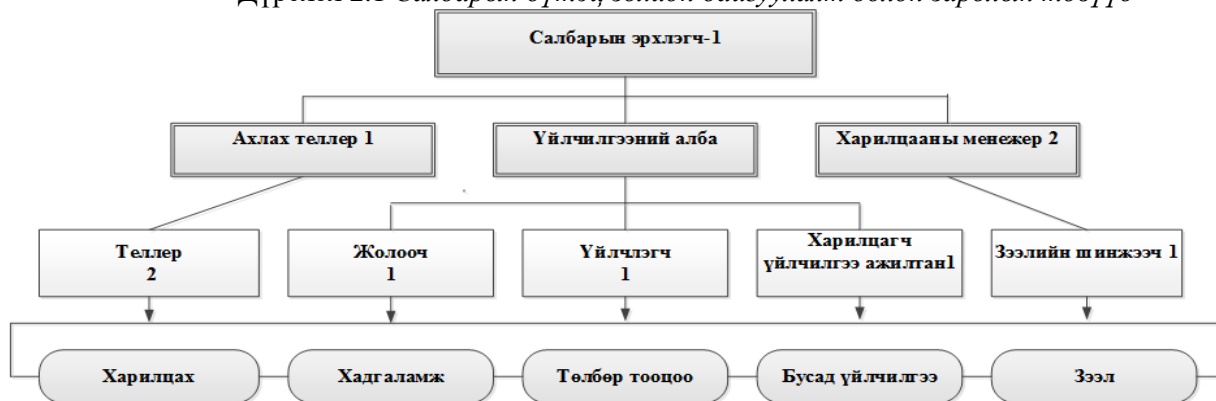 Салбарын эрхлэгч-1
Ахлах теллер 1
Үйлчилгээний алба
Харилцааны менежер 2
Теллер
2
Жолооч
1
Үйлчлэгч
1
Харилцагч
үйлчилгээ ажилтан1
Зээлийн шинжээч 1
Харилцах
Хадгаламж
Төлбөр тооцоо
Бусад үйлчилгээ
Зээл